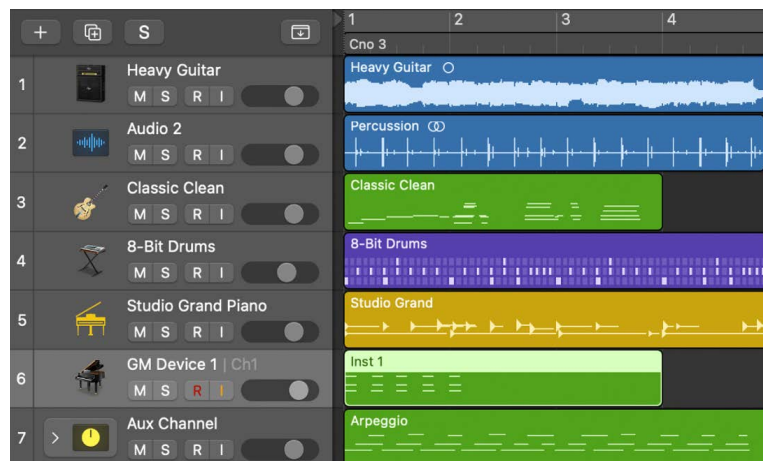 S
1 2 3 4
Cno 3
1 Heavy Guitar
M S R I
Heavy Guitar
2 Audio 2
M S R I
Percussion
3 Classic Clean
M S R I
Classic Clean
4 8-Bit Drums
M S R I
8-Bit Drums
5 Studio Grand Piano
M S R I
Studio Grand
6 GM Device 1 | Ch1
M S R I
Inst 1
7 Aux Channel
M S R I
Arpeggio